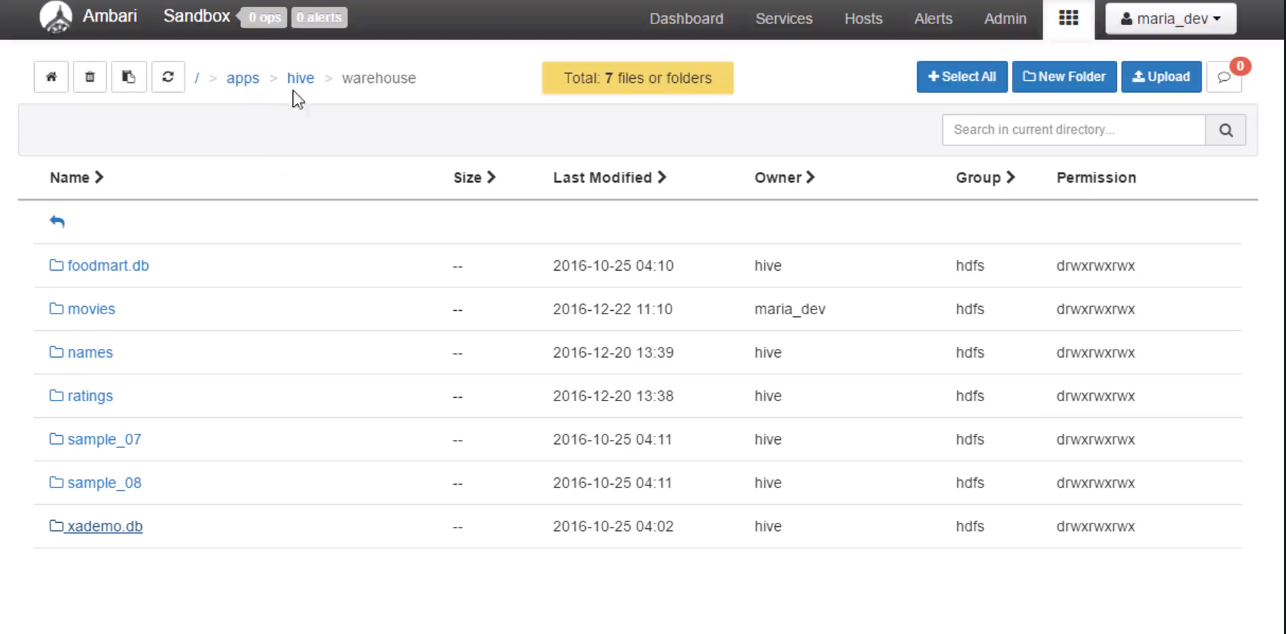 Ambari Sandbox 0 ops 0 alerts Dashboard Services Hosts Alerts Admin maria_dev
/ > apps > hive > warehouse Total: 7 files or folders Select All New Folder Upload 0
Search in current directory...
Name Size Last Modified Owner Group Permission
foodmart.db -- 2016-10-25 04:10 hive hdfs drwxrwxrwx
movies -- 2016-12-22 11:10 maria_dev hdfs drwxrwxrwx
names -- 2016-12-20 13:39 hive hdfs drwxrwxrwx
ratings -- 2016-12-20 13:38 hive hdfs drwxrwxrwx
sample_07 -- 2016-10-25 04:11 hive hdfs drwxrwxrwx
sample_08 -- 2016-10-25 04:11 hive hdfs drwxrwxrwx
xademo.db -- 2016-10-25 04:02 hive hdfs drwxrwxrwx